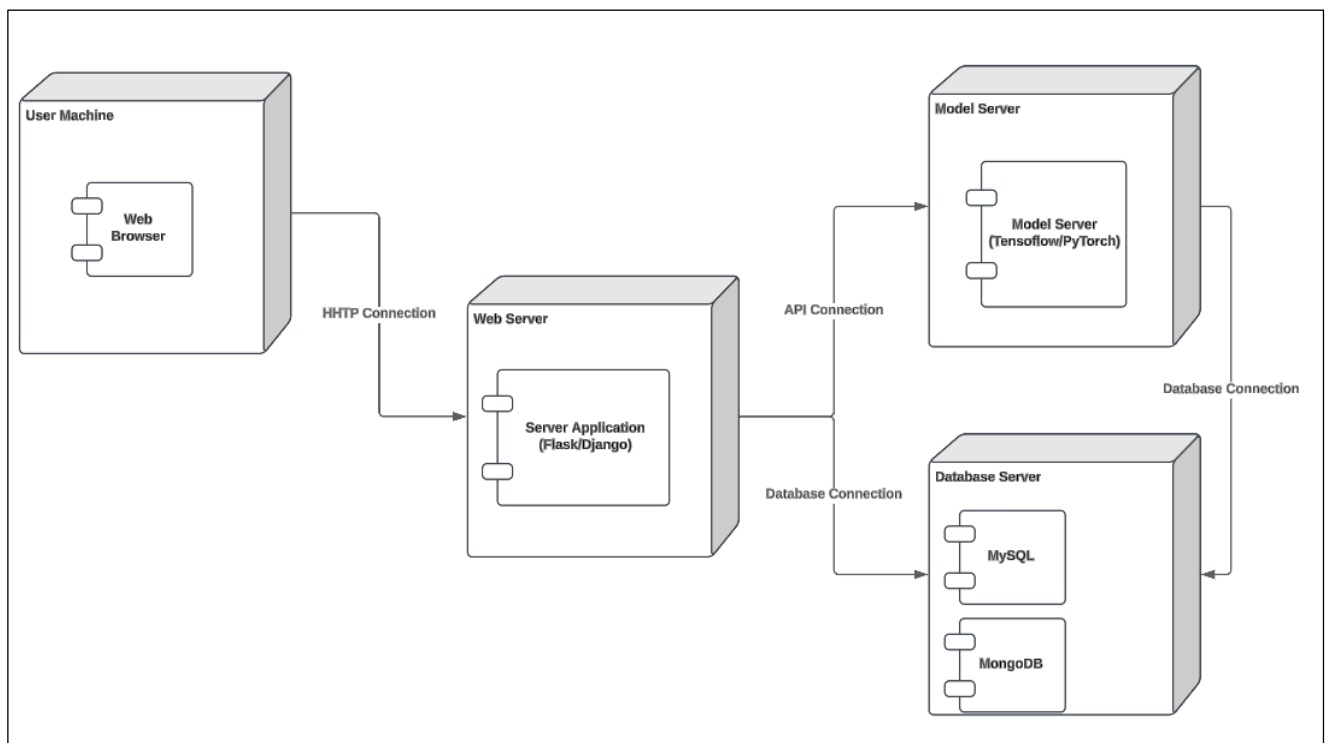 User Machine
Web
Browser
HHTP Connection
Web Server
Server Application
(Flask/Django)
API Connection
Database Connection
Model Server
Model Server
(Tensoflow/PyTorch)
Database Connection
Database Server
MySQL
MongoDB